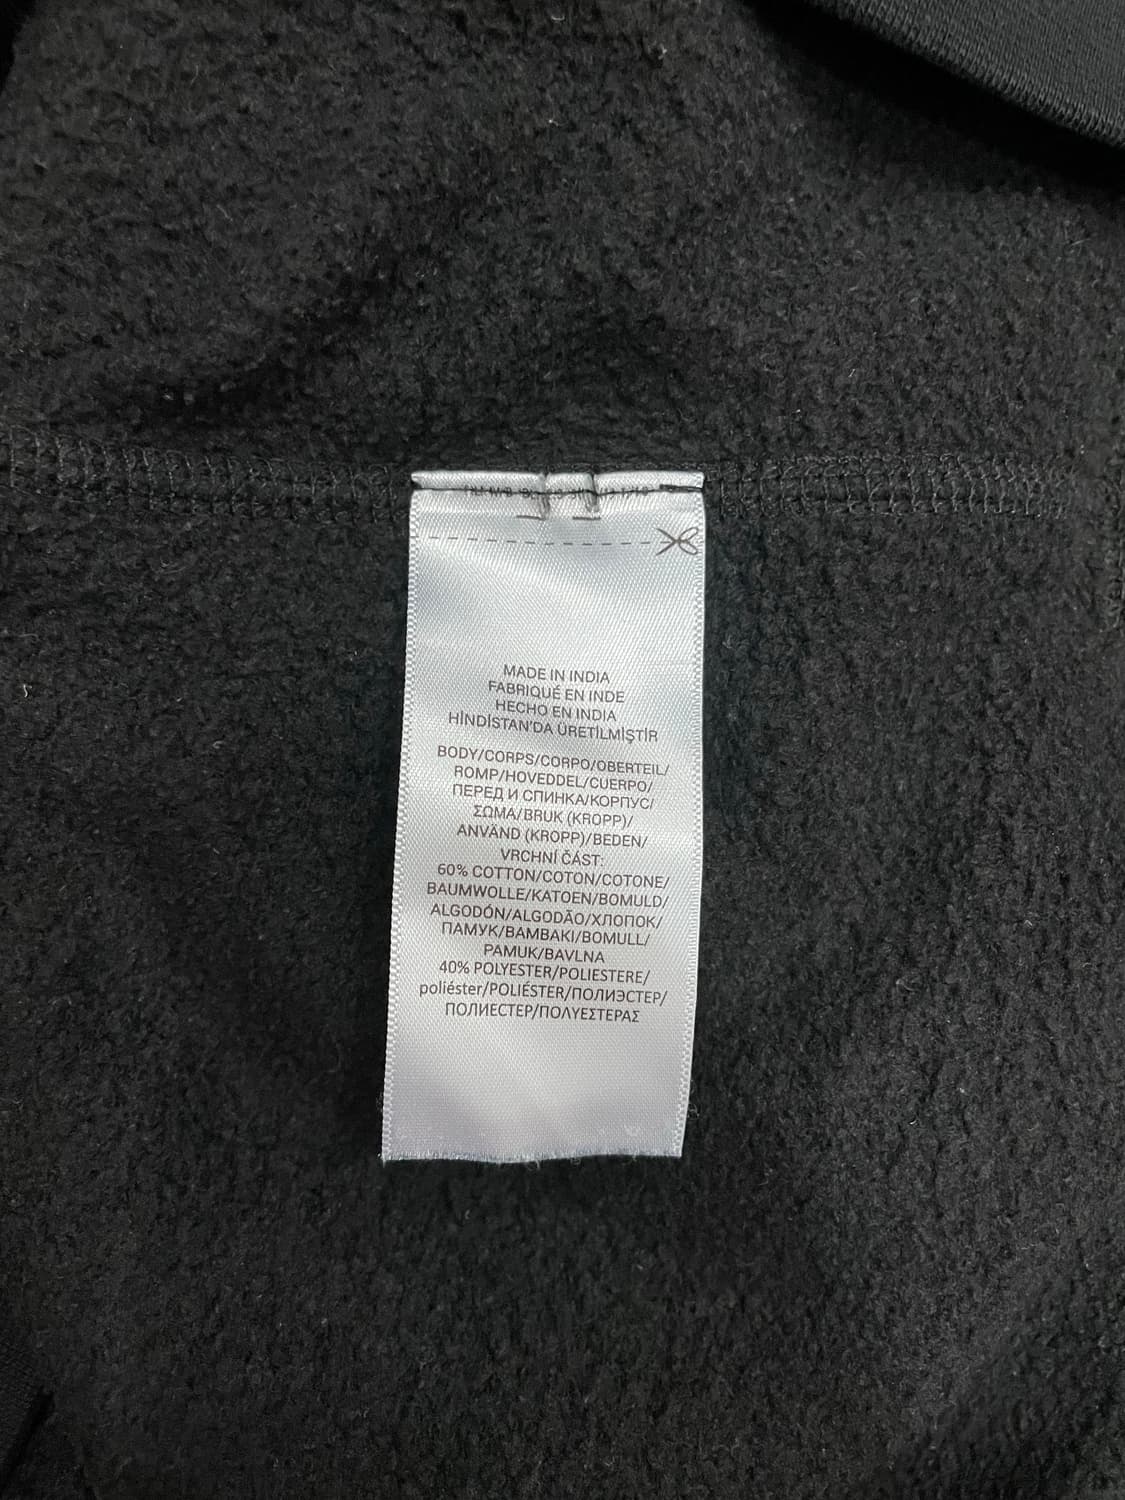 MADE IN INDIA
FABRIQUÉ EN INDE
HECHO EN INDIA
HİNDİSTAN'DA ÜRETİLMİŞTİR
BODY/CORPS/CORPO/OBERTEIL/
ROMP/HOVEDDEL/CUERPO/
ПЕРЕД И СПИНКА/КОРПУС/
ΣΩΜΑ/BRUK (KROPP)/
ANVÄND (KROPP)/BEDEN/
VRCHNÍ ČÁST:
60% COTTON/COTON/COTONE/
BAUMWOLLE/KATOEN/BOMULD/
ALGODÓN/ALGODÃO/ХЛОПОК/
ПАМУК/BAMBAKI/BOMULL/
PAMUK/BAVLNA
40% POLYESTER/POLIESTERE/
poliéster/POLIÉSTER/ПОЛИЭСТЕР/
ПОЛИЕСТЕР/ΠΟΛΥΕΣΤΕΡΑΣ